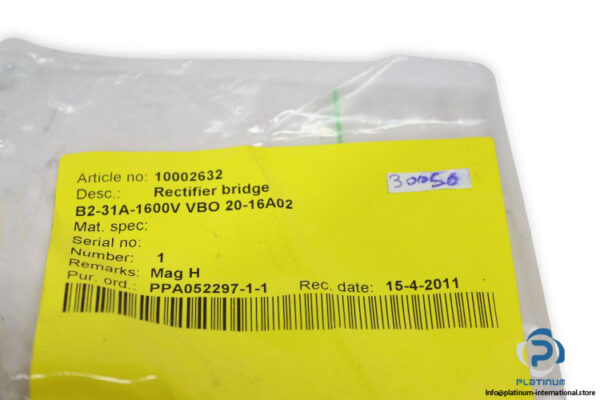 Article no: 10002632
Desc.: Rectifier bridge
B2-31A-1600V VBO 20-16A02
Mat. spec:
Serial no:
Number: 1
Remarks: Mag H
Pur. ord.: PPA052297-1-1 Rec. date: 15-4-2011
PLATINUM
Info@platinum-international.store